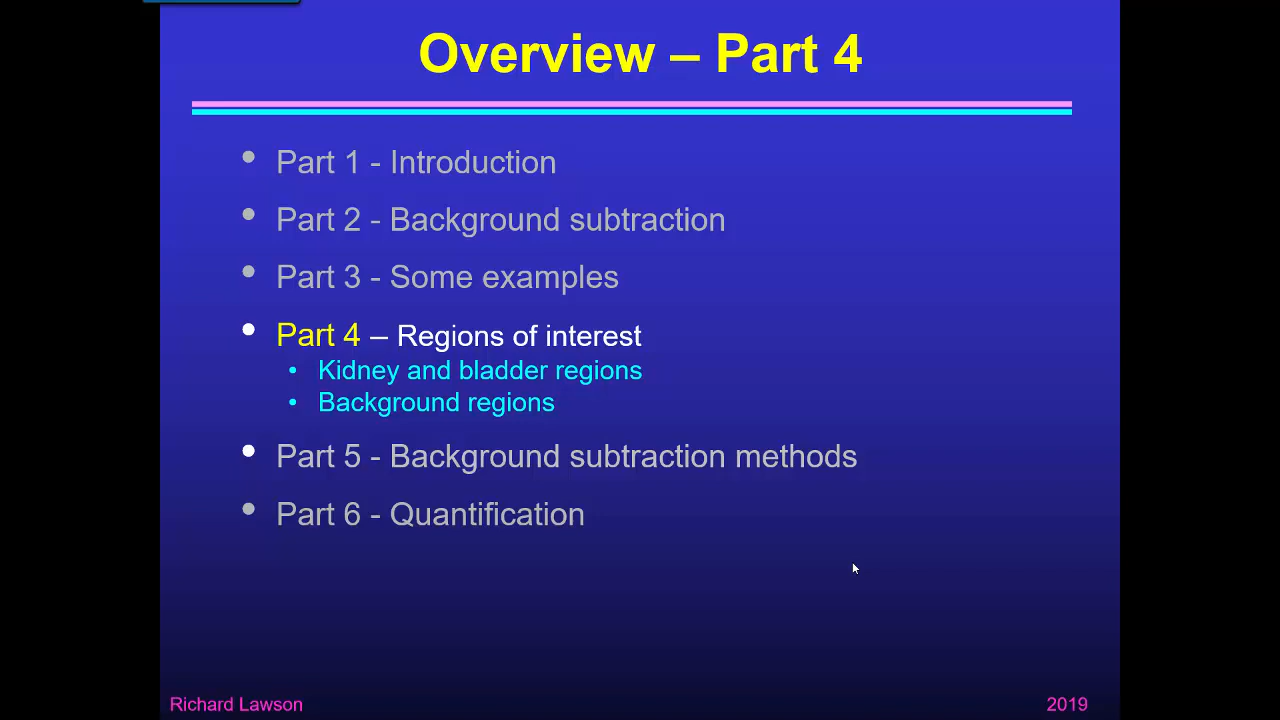 Overview – Part 4
• Part 1 - Introduction
• Part 2 - Background subtraction
• Part 3 - Some examples
• Part 4 – Regions of interest
• Kidney and bladder regions
• Background regions
• Part 5 - Background subtraction methods
• Part 6 - Quantification
Richard Lawson
2019